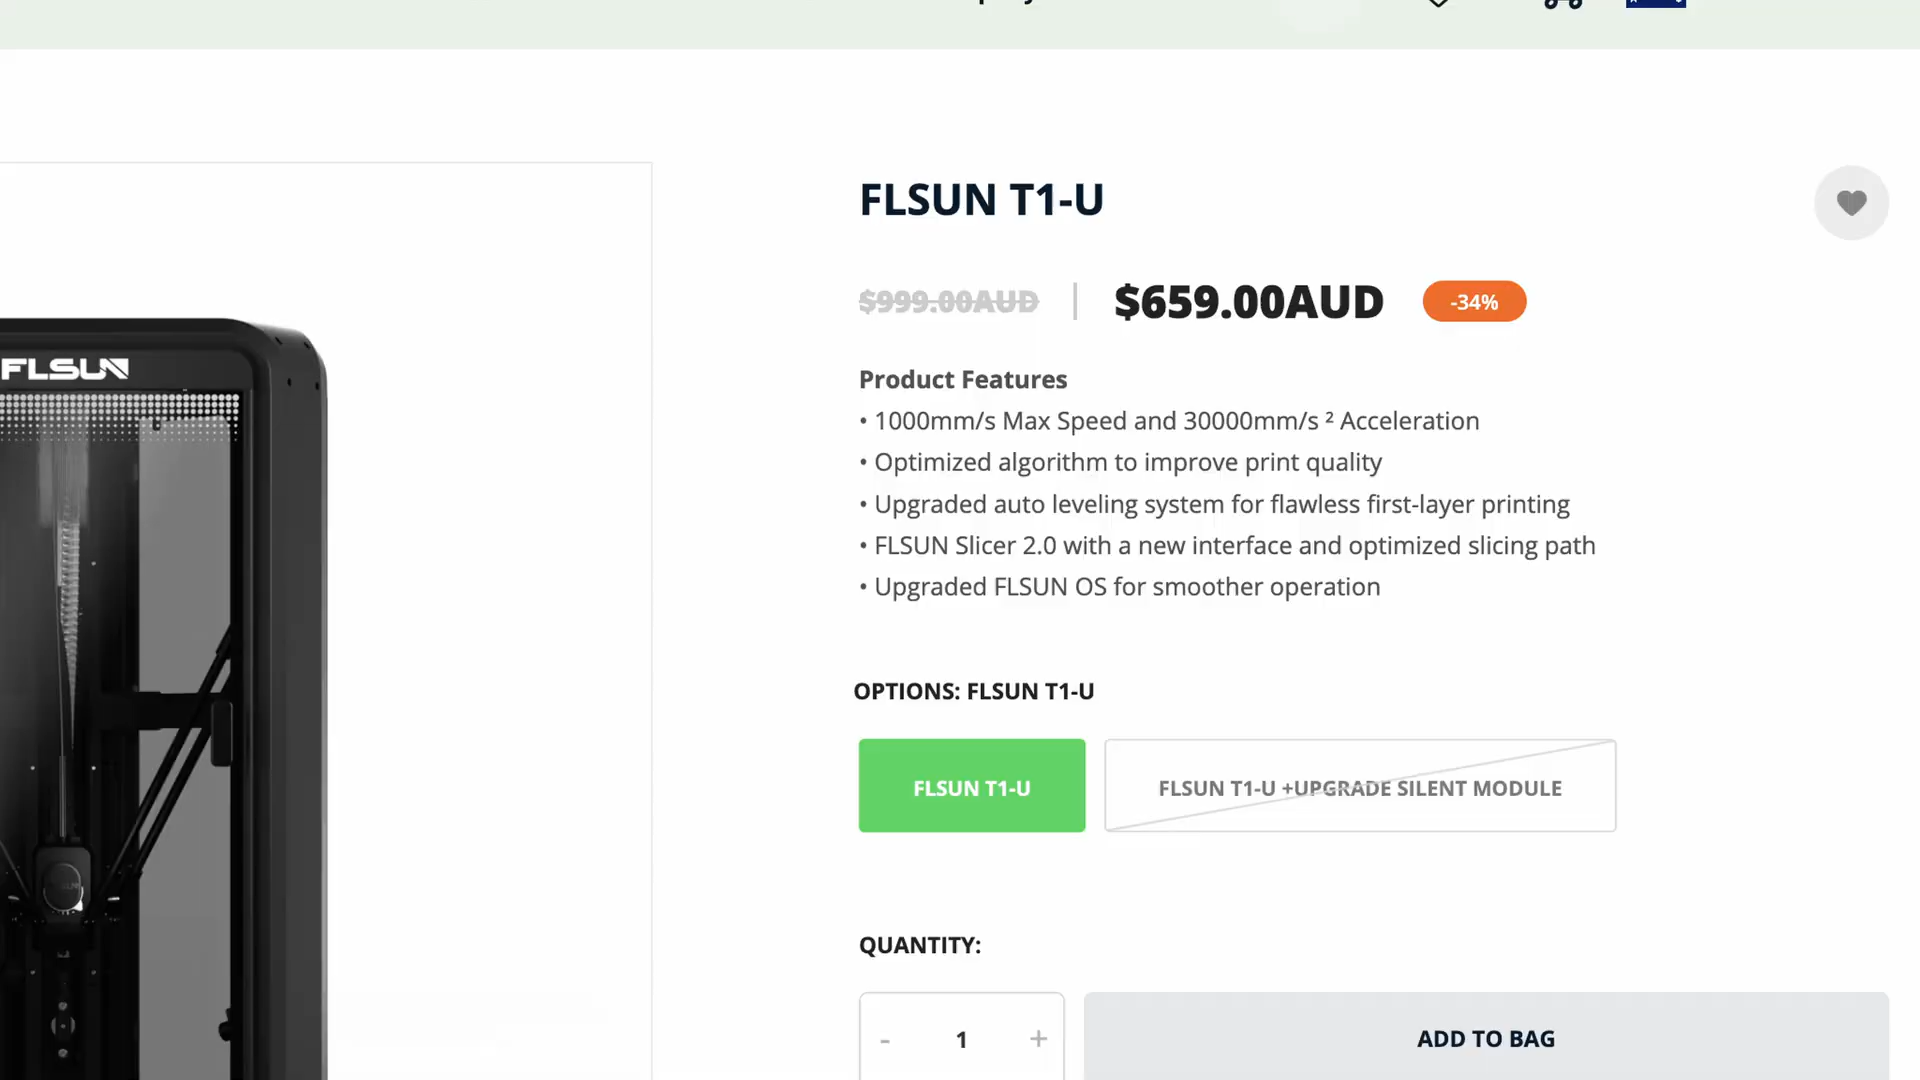 FLSUN T1-U
$999.00AUD
$659.00AUD
-34%
FLSUN
Product Features
• 1000mm/s Max Speed and 30000mm/s ² Acceleration
• Optimized algorithm to improve print quality
• Upgraded auto leveling system for flawless first-layer printing
• FLSUN Slicer 2.0 with a new interface and optimized slicing path
• Upgraded FLSUN OS for smoother operation
OPTIONS: FLSUN T1-U
FLSUN T1-U
FLSUN T1-U +UPGRADE SILENT MODULE
QUANTITY:
- 1 +
ADD TO BAG